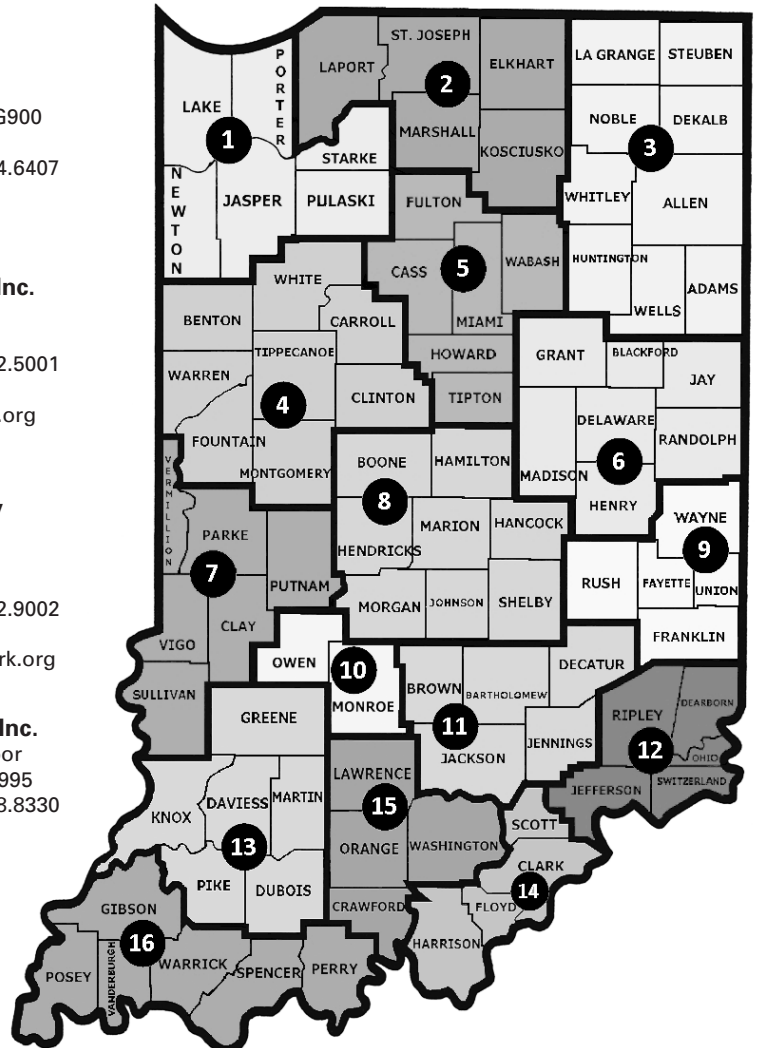 G900
4.6407
Inc.
2.5001
.org
y
2.9002
rk.org
Inc.
or
995
3.8330
LAPORT
ST. JOSEPH
ELKHART
LA GRANGE
STEUBEN
PORTER
LAKE
2
MARSHALL
NOBLE
DEKALB
1
STARKE
KOSCIUSKO
3
NEWTON
JASPER
PULASKI
FULTON
WHITLEY
ALLEN
WHITE
CASS
5
WABASH
HUNTINGTON
ADAMS
BENTON
CARROLL
MIAMI
WELLS
TIPPECANOE
HOWARD
GRANT
BLACKFORD
JAY
WARREN
4
CLINTON
TIPTON
DELAWARE
RANDOLPH
FOUNTAIN
MONTGOMERY
BOONE
HAMILTON
MADISON
6
HENRY
VERMILLION
8
PARKE
HENDRICKS
MARION
HANCOCK
WAYNE
9
7
PUTNAM
MORGAN
JOHNSON
SHELBY
RUSH
FAYETTE
UNION
VIGO
CLAY
OWEN
10
MONROE
FRANKLIN
SULLIVAN
BROWN
BARTHOLOMEW
DECATUR
GREENE
11
JACKSON
JENNINGS
RIPLEY
DEARBORN
12
OHIO
KNOX
DAVIESS
MARTIN
LAWRENCE
JEFFERSON
SWITZERLAND
13
15
ORANGE
WASHINGTON
SCOTT
PIKE
DUBOIS
CLARK
14
GIBSON
CRAWFORD
FLOYD
16
HARRISON
POSEY
VANDERBURGH
WARRICK
SPENCER
PERRY